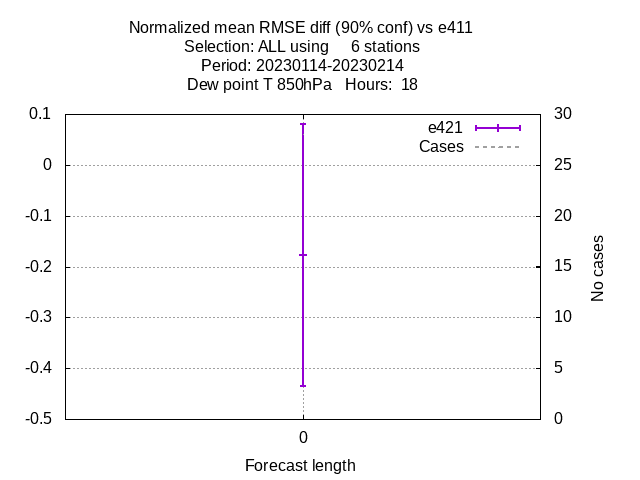 Normalized mean RMSE diff (90% conf) vs e411
Selection: ALL using     6 stations
Period: 20230114-20230214
Dew point T 850hPa   Hours:  18
0.1
0
-0.1
-0.2
-0.3
-0.4
-0.5
30
25
20
15
10
5
0
e421
Cases
No cases
0
Forecast length